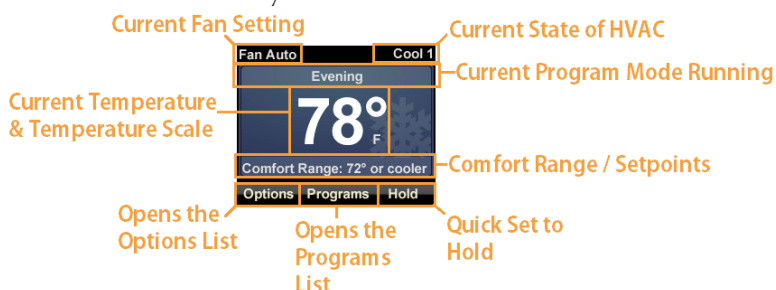 Current Fan Setting
Current State of HVAC
Fan Auto
Cool 1
Evening
Current Program Mode Running
Current Temperature
& Temperature Scale
78°
F
Comfort Range: 72° or cooler
Comfort Range / Setpoints
Options
Programs
Hold
Opens the
Options List
Opens the
Programs
List
Quick Set to
Hold